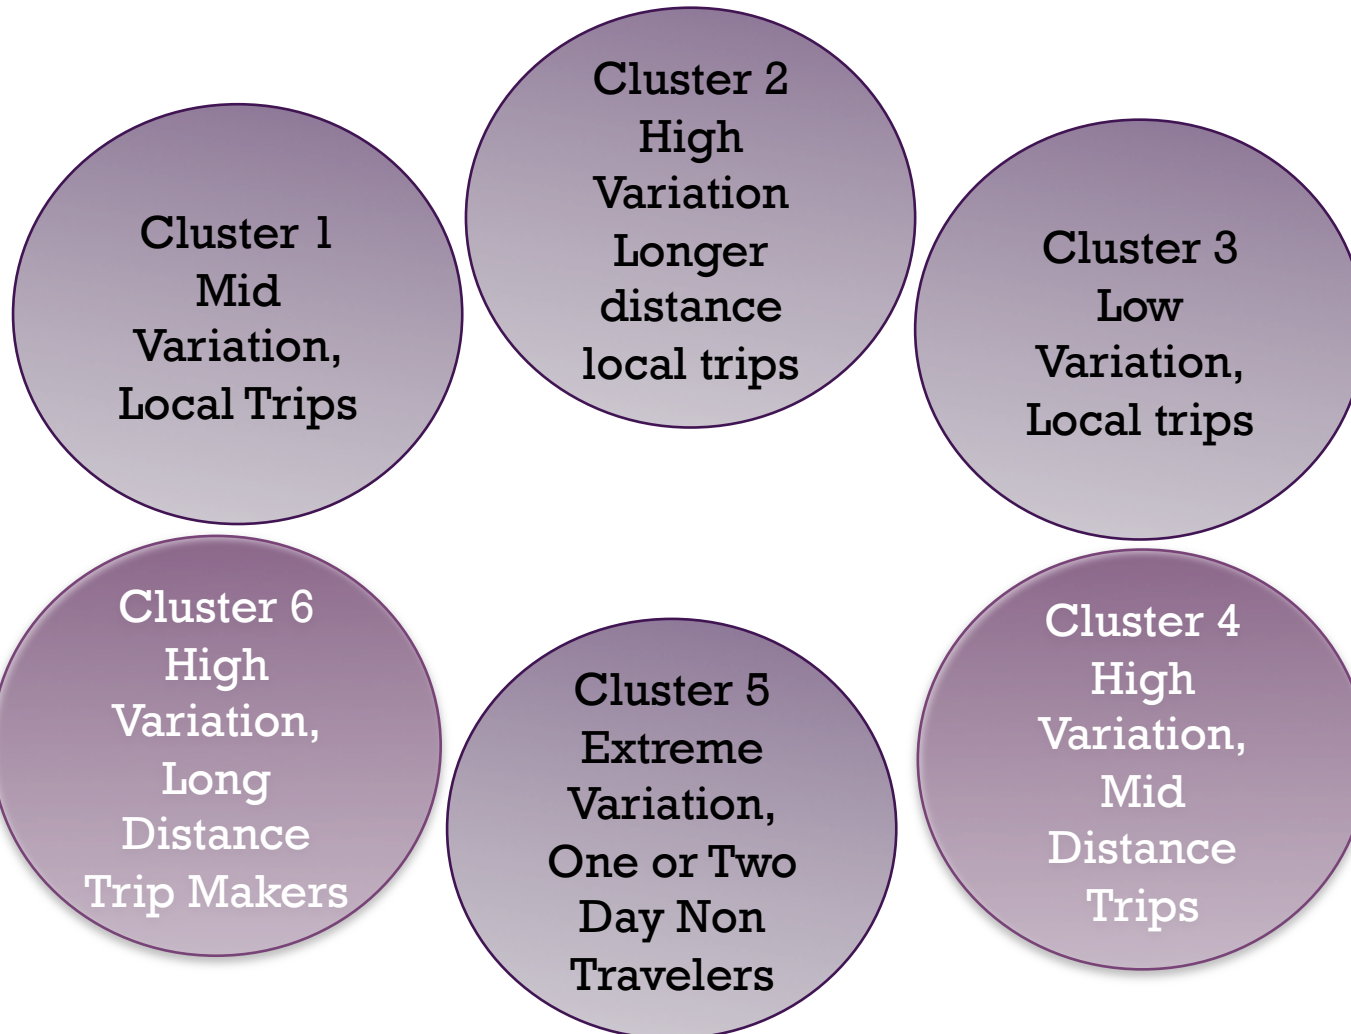 Cluster 1
Mid
Variation,
Local Trips
Cluster 2
High
Variation
Longer
distance
local trips
Cluster 3
Low
Variation,
Local trips
Cluster 6
High
Variation,
Long
Distance
Trip Makers
Cluster 5
Extreme
Variation,
One or Two
Day Non
Travelers
Cluster 4
High
Variation,
Mid
Distance
Trips